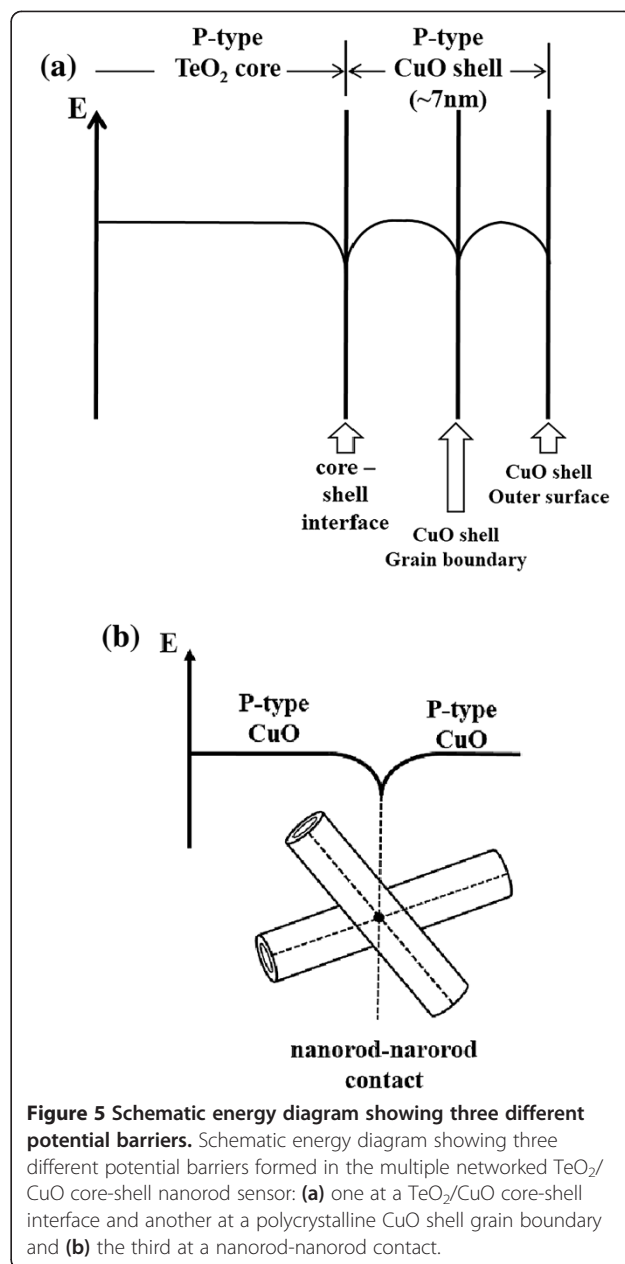 (a)
P-type
TeO₂ core
P-type
CuO shell
(~7nm)
E
core –
shell
interface
CuO shell
Grain boundary
CuO shell
Outer surface
(b)
E
P-type
CuO
P-type
CuO
nanorod-narorod
contact
Figure 5 Schematic energy diagram showing three different
potential barriers. Schematic energy diagram showing three
different potential barriers formed in the multiple networked TeO₂/
CuO core-shell nanorod sensor: (a) one at a TeO₂/CuO core-shell
interface and another at a polycrystalline CuO shell grain boundary
and (b) the third at a nanorod-nanorod contact.